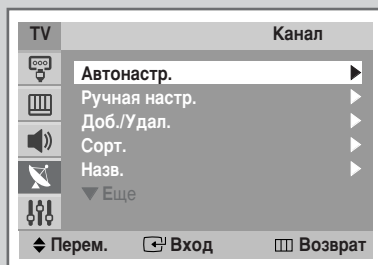 TV Канал
Автонастр.
Ручная настр.
Доб./Удал.
Сорт.
Назв.
Еще
Перем. Вход Возврат